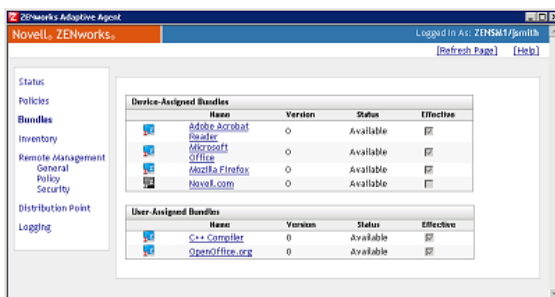 ZENworks Adaptive Agent
Novell® ZENworks®
Logged In As: ZENSM1/jsmith
[Refresh Page] [Help]
Status
Policies
Bundles
Inventory
Remote Management
General
Policy
Security
Distribution Point
Logging
Device-Assigned Bundles
Name Version Status Effective
Adobe Acrobat
Reader
0 Available
Microsoft
Office
0 Available
Mozilla Firefox 0 Available
Novell.com 0 Available
User-Assigned Bundles
Name Version Status Effective
C++ Compiler 0 Available
OpenOffice.org 0 Available